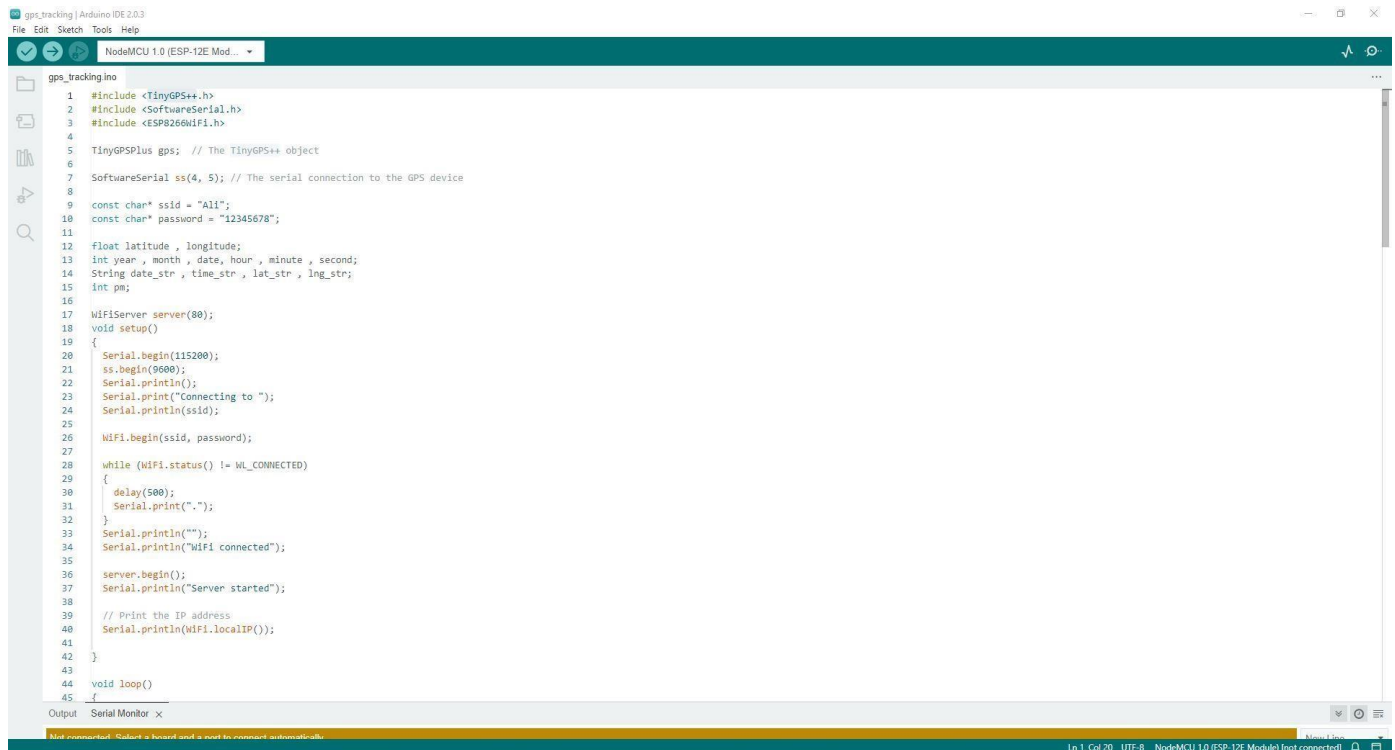 gps_tracking | Arduino IDE 2.0.3
File Edit Sketch Tools Help
NodeMCU 1.0 (ESP-12E Mod...
gps_tracking.ino
1 #include <TinyGPS++.h>
2 #include <SoftwareSerial.h>
3 #include <ESP8266WiFi.h>
4
5 TinyGPSPlus gps;  // The TinyGPS++ object
6
7 SoftwareSerial ss(4, 5); // The serial connection to the GPS device
8
9 const char* ssid = "Ali";
10 const char* password = "12345678";
11
12 float latitude , longitude;
13 int year , month , date, hour , minute , second;
14 String date_str , time_str , lat_str , lng_str;
15 int pm;
16
17 WiFiServer server(80);
18 void setup()
19 {
20   Serial.begin(115200);
21   ss.begin(9600);
22   Serial.println();
23   Serial.print("Connecting to ");
24   Serial.println(ssid);
25
26   WiFi.begin(ssid, password);
27
28   while (WiFi.status() != WL_CONNECTED)
29   {
30     delay(500);
31     Serial.print(".");
32   }
33   Serial.println("");
34   Serial.println("WiFi connected");
35
36   server.begin();
37   Serial.println("Server started");
38
39   // Print the IP address
40   Serial.println(WiFi.localIP());
41
42 }
43
44 void loop()
45 {
Output Serial Monitor
Not connected. Select a board and a port to connect automatically. New Line
Ln 1, Col 20 UTF-8 NodeMCU 1.0 (ESP-12E Module) [not connected]